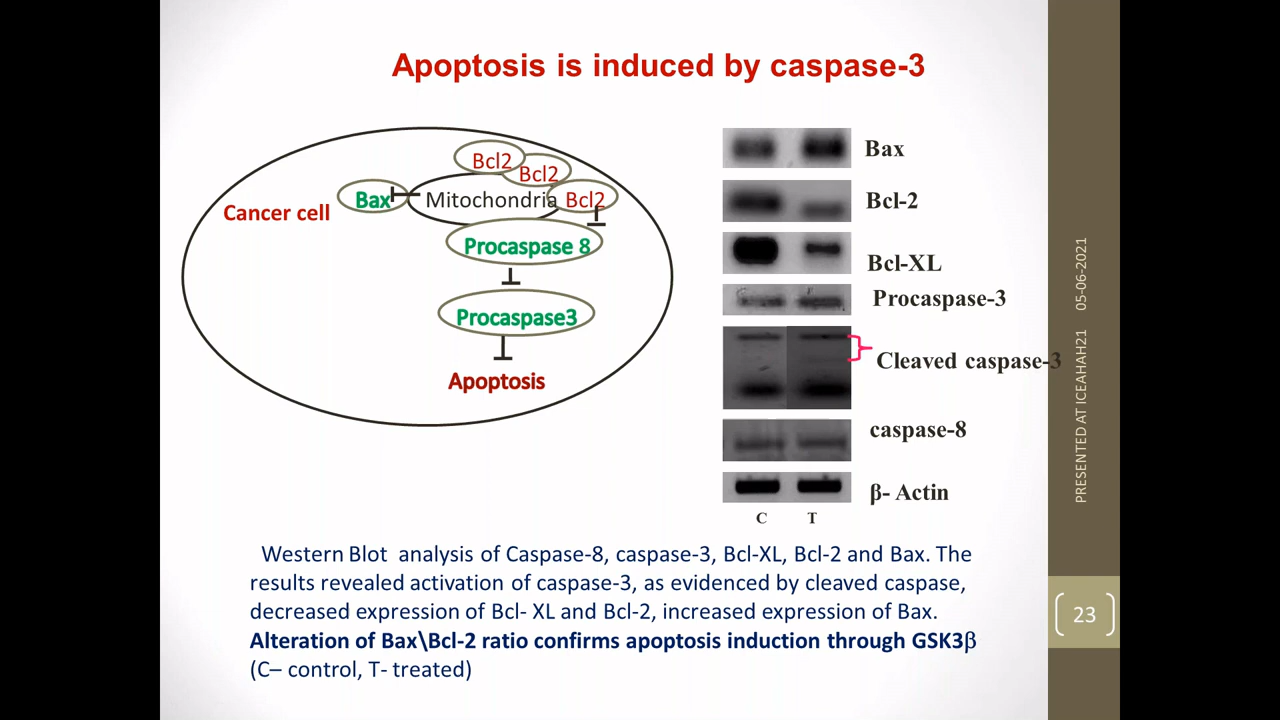 Apoptosis is induced by caspase-3
Bcl2
Bcl2
Bax
Mitochondria
Bcl2
Cancer cell
Procaspase 8
Procaspase3
Apoptosis
Bax
Bcl-2
Bcl-XL
Procaspase-3
Cleaved caspase-3
caspase-8
β- Actin
C T
Western Blot analysis of Caspase-8, caspase-3, Bcl-XL, Bcl-2 and Bax. The
results revealed activation of caspase-3, as evidenced by cleaved caspase,
decreased expression of Bcl- XL and Bcl-2, increased expression of Bax.
Alteration of Bax\Bcl-2 ratio confirms apoptosis induction through GSK3β
(C– control, T- treated)
PRESENTED AT ICEAHAH21 05-06-2021
23